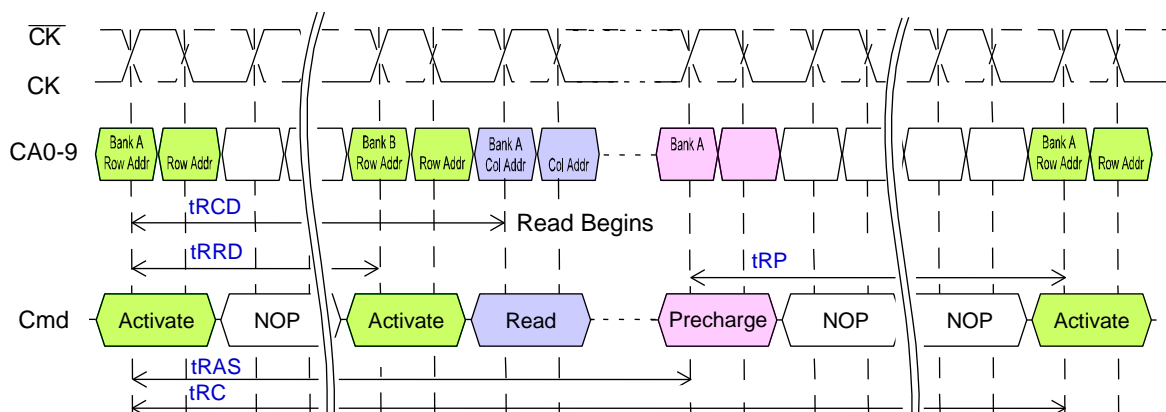 CK
CK
CA0-9
Bank A
Row Addr
Row Addr
Bank B
Row Addr
Row Addr
Bank A
Col Addr
Col Addr
Bank A
Bank A
Row Addr
Row Addr
tRCD
Read Begins
tRRD
tRP
Cmd
Activate
NOP
Activate
Read
Precharge
NOP
NOP
Activate
tRAS
tRC